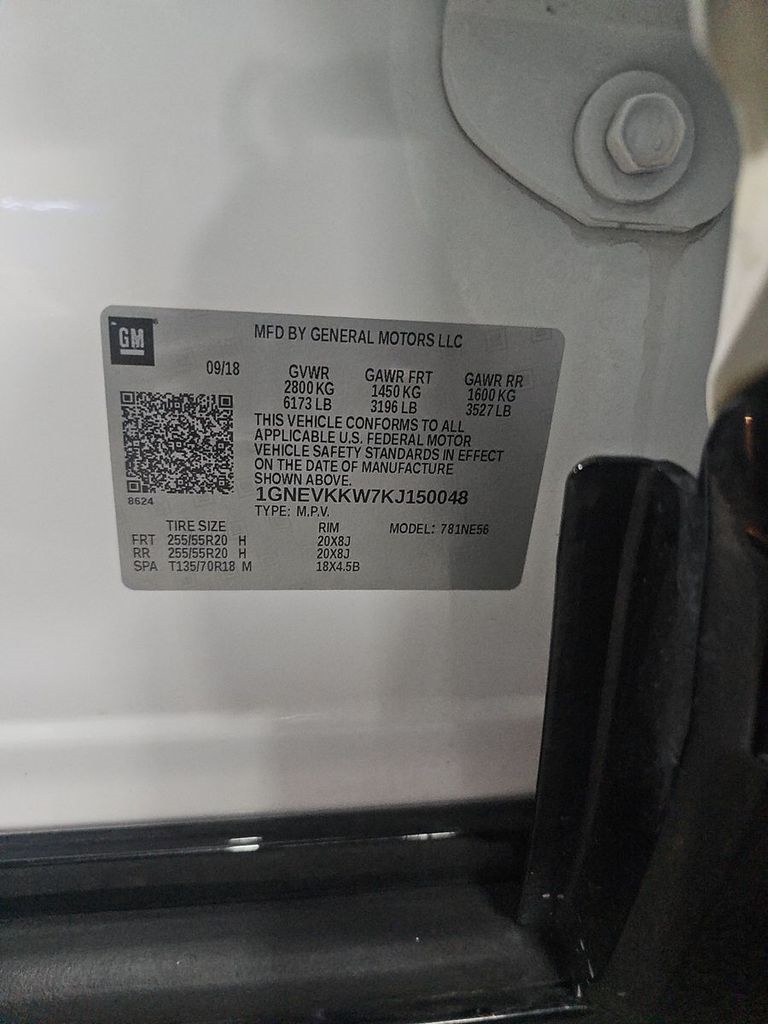 GM
MFD BY GENERAL MOTORS LLC
09/18 GVWR GAWR FRT GAWR RR
2800 KG 1450 KG 1600 KG
6173 LB 3196 LB 3527 LB
THIS VEHICLE CONFORMS TO ALL
APPLICABLE U.S. FEDERAL MOTOR
VEHICLE SAFETY STANDARDS IN EFFECT
ON THE DATE OF MANUFACTURE
SHOWN ABOVE.
8624
1GNEVKKW7KJ150048
TYPE: M.P.V.
TIRE SIZE RIM MODEL: 781NE56
FRT 255/55R20 H 20X8J
RR 255/55R20 H 20X8J
SPA T135/70R18 M 18X4.5B